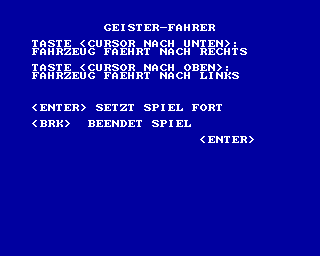 GEISTER-FAHRER
TASTE <CURSOR NACH UNTEN>:
FAHRZEUG FAEHRT NACH RECHTS
TASTE <CURSOR NACH OBEN>:
FAHRZEUG FAEHRT NACH LINKS
<ENTER> SETZT SPIEL FORT
<BRK>  BEENDET SPIEL
<ENTER>